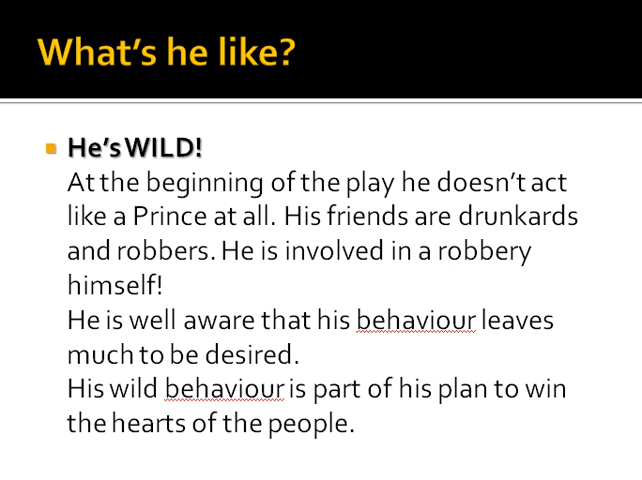 What's he like?
He's WILD!
At the beginning of the play he doesn't act
like a Prince at all. His friends are drunkards
and robbers. He is involved in a robbery
himself!
He is well aware that his behaviour leaves
much to be desired.
His wild behaviour is part of his plan to win
the hearts of the people.